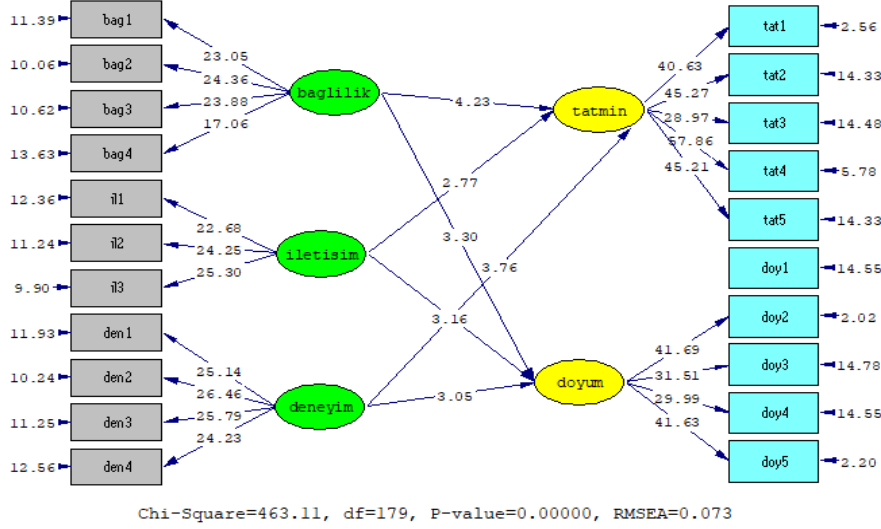 11.39 bag1 23.05
10.06 bag2 24.36
10.62 bag3 23.88
13.63 bag4 17.06
baglilik
12.36 il1 22.68
11.24 il2 24.25
9.90 il3 25.30
iletisim
11.93 den1 25.14
10.24 den2 26.46
11.25 den3 25.79
12.56 den4 24.23
deneyim
4.23
2.77
3.30
3.76
3.16
3.05
tatmin
40.63 tat1 2.56
45.27 tat2 14.33
28.97 tat3 14.48
57.86 tat4 5.78
45.21 tat5 14.33
doyum
doy1 14.55
41.69 doy2 2.02
31.51 doy3 14.78
29.99 doy4 14.55
41.63 doy5 2.20
Chi-Square=463.11, df=179, P-value=0.00000, RMSEA=0.073